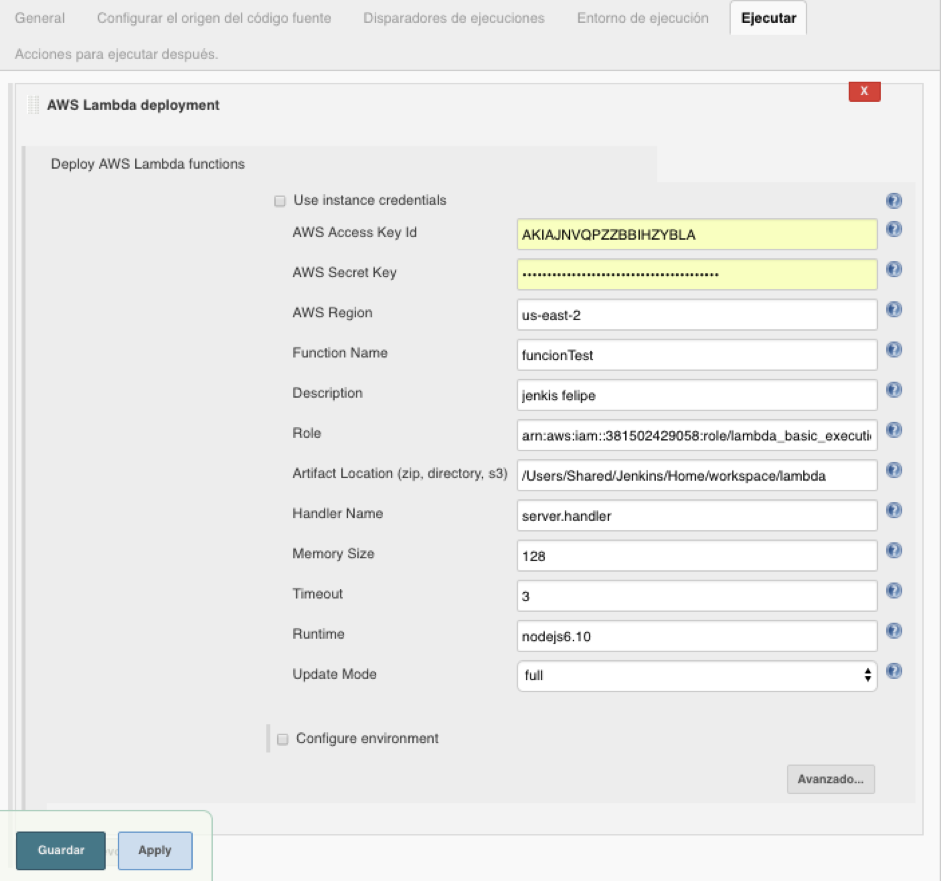 General Configurar el origen del código fuente Disparadores de ejecuciones Entorno de ejecución Ejecutar
Acciones para ejecutar después.
AWS Lambda deployment
X
Deploy AWS Lambda functions
Use instance credentials
AWS Access Key Id AKIAJNVQPZZBBIHZYBLA
AWS Secret Key ••••••••••••••••••••••••••••••••••••••••
AWS Region us-east-2
Function Name funcionTest
Description jenkis felipe
Role arn:aws:iam::381502429058:role/lambda_basic_executi
Artifact Location (zip, directory, s3) /Users/Shared/Jenkins/Home/workspace/lambda
Handler Name server.handler
Memory Size 128
Timeout 3
Runtime nodejs6.10
Update Mode full
Configure environment
Avanzado...
Guardar Apply